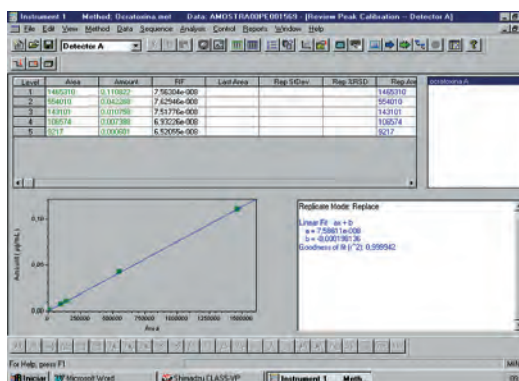 Instrument 1 Method: Ocratoxina.met Data: AMOSTRA00PE001569 - [Review Peak Calibration - Detector A]
File Edit View Method Data Sequence Analysis Control Reports Window Help
Detector A
Level Area Amount RF Last Area Rep StDev Rep %RSD Rep Are
1 1465310 0,110822 7,56304e-008 1465310
2 554010 0,042268 7,62946e-008 554010
3 143101 0,010758 7,51776e-008 143101
4 106574 0,007388 6,93226e-008 106574
5 9217 0,000601 6,52055e-008 9217
ocratoxina A
Replicate Mode: Replace
Linear Fit: ax + b
a = 7,59611e-008
b = -0,000198136
Goodness of fit (r^2): 0,999942
0,10
0,05
0,00
Amount (µg/mL)
0 250000 500000 750000 1000000 1250000 1500000
Area
For Help, press F1
Iniciar Microsoft Word Shimadzu CLASS-VP Instrument 1 Meth...